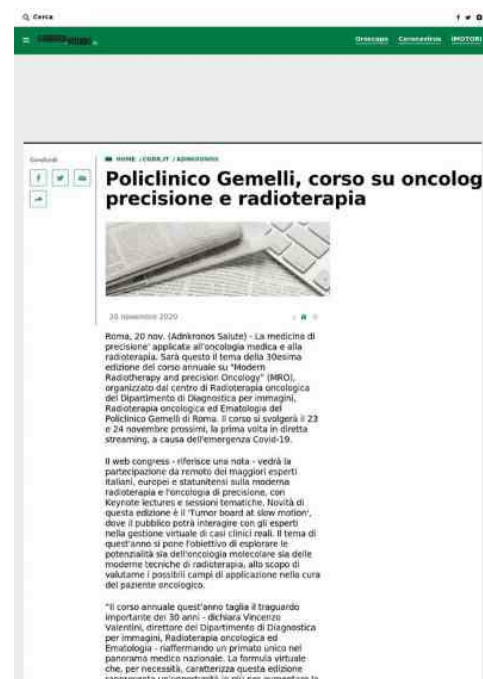 Cerca
Oroscopo Coronavirus IMOTORI
Condividi
HOME / CODA.IT / ADNKRONOS
Policlinico Gemelli, corso su oncolog
precisione e radioterapia
20 novembre 2020
Roma, 20 nov. (Adnkronos Salute) - La medicina di
precisione' applicata all'oncologia medica e alla
radioterapia. Sarà questo il tema della 30esima
edizione del corso annuale su "Modern
Radiotherapy and precision Oncology" (MRO),
organizzato dal centro di Radioterapia oncologica
del Dipartimento di Diagnostica per immagini,
Radioterapia oncologica ed Ematologia del
Policlinico Gemelli di Roma. Il corso si svolgerà il 23
e 24 novembre prossimi, la prima volta in diretta
streaming, a causa dell'emergenza Covid-19.
Il web congress - riferisce una nota - vedrà la
partecipazione da remoto dei maggiori esperti
italiani, europei e statunitensi sulla moderna
radioterapia e l'oncologia di precisione, con
Keynote lectures e sessioni tematiche. Novità di
questa edizione è il 'Tumor board at slow motion',
dove il pubblico potrà interagire con gli esperti
nella gestione virtuale di casi clinici reali. Il tema di
quest'anno si pone l'obiettivo di esplorare le
potenzialità sia dell'oncologia molecolare sia delle
moderne tecniche di radioterapia, allo scopo di
valutarne i possibili campi di applicazione nella cura
del paziente oncologico.
"Il corso annuale quest'anno taglia il traguardo
importante dei 30 anni - dichiara Vincenzo
Valentini, direttore del Dipartimento di Diagnostica
per immagini, Radioterapia oncologica ed
Ematologia - riaffermando un primato unico nel
panorama medico nazionale. La formula virtuale
che, per necessità, caratterizza questa edizione
rappresenta un'opportunità in più per aumentare la